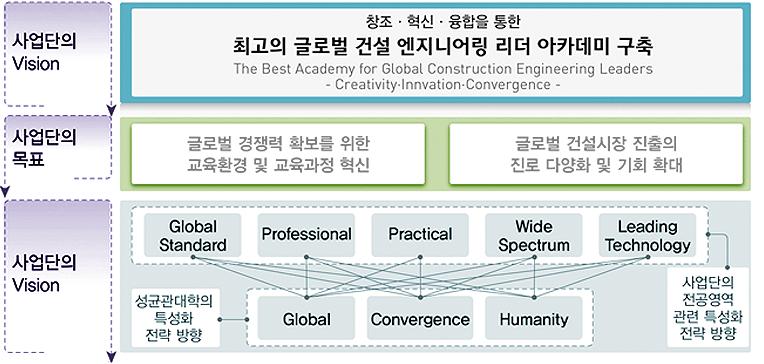 사업단의
Vision
창조 · 혁신 · 융합을 통한
최고의 글로벌 건설 엔지니어링 리더 아카데미 구축
The Best Academy for Global Construction Engineering Leaders
- Creativity·Innvation·Convergence -
사업단의
목표
글로벌 경쟁력 확보를 위한
교육환경 및 교육과정 혁신
글로벌 건설시장 진출의
진로 다양화 및 기회 확대
사업단의
Vision
Global
Standard
Professional
Practical
Wide
Spectrum
Leading
Technology
성균관대학의
특성화
전략 방향
Global
Convergence
Humanity
사업단의
전공영역
관련 특성화
전략 방향